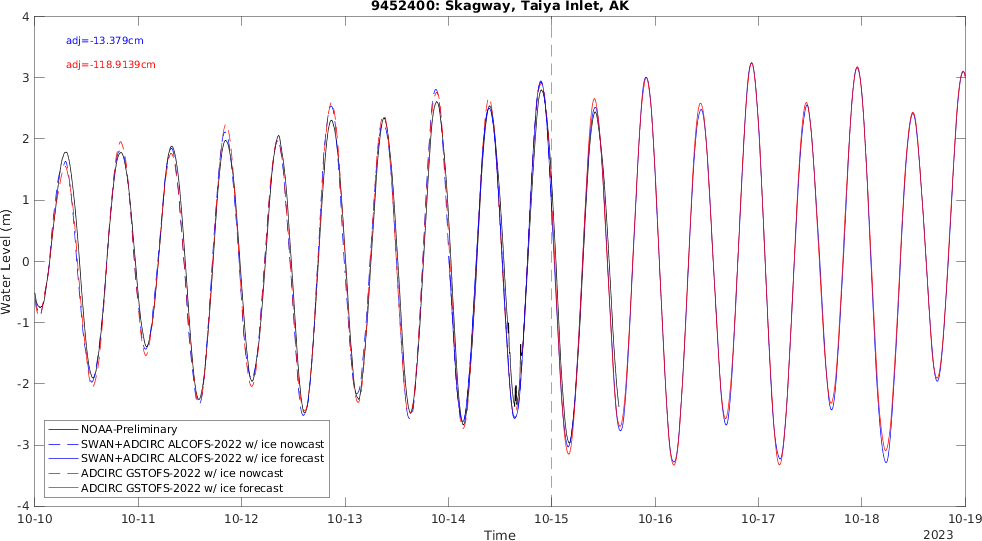 9452400: Skagway, Taiya Inlet, AK
adj=-13.379cm
adj=-118.9139cm
4
3
2
1
0
-1
-2
-3
-4
Water Level (m)
NOAA-Preliminary
SWAN+ADCIRC ALCOFS-2022 w/ ice nowcast
SWAN+ADCIRC ALCOFS-2022 w/ ice forecast
ADCIRC GSTOFS-2022 w/ ice nowcast
ADCIRC GSTOFS-2022 w/ ice forecast
10-10 10-11 10-12 10-13 10-14 10-15 10-16 10-17 10-18 10-19
Time
2023